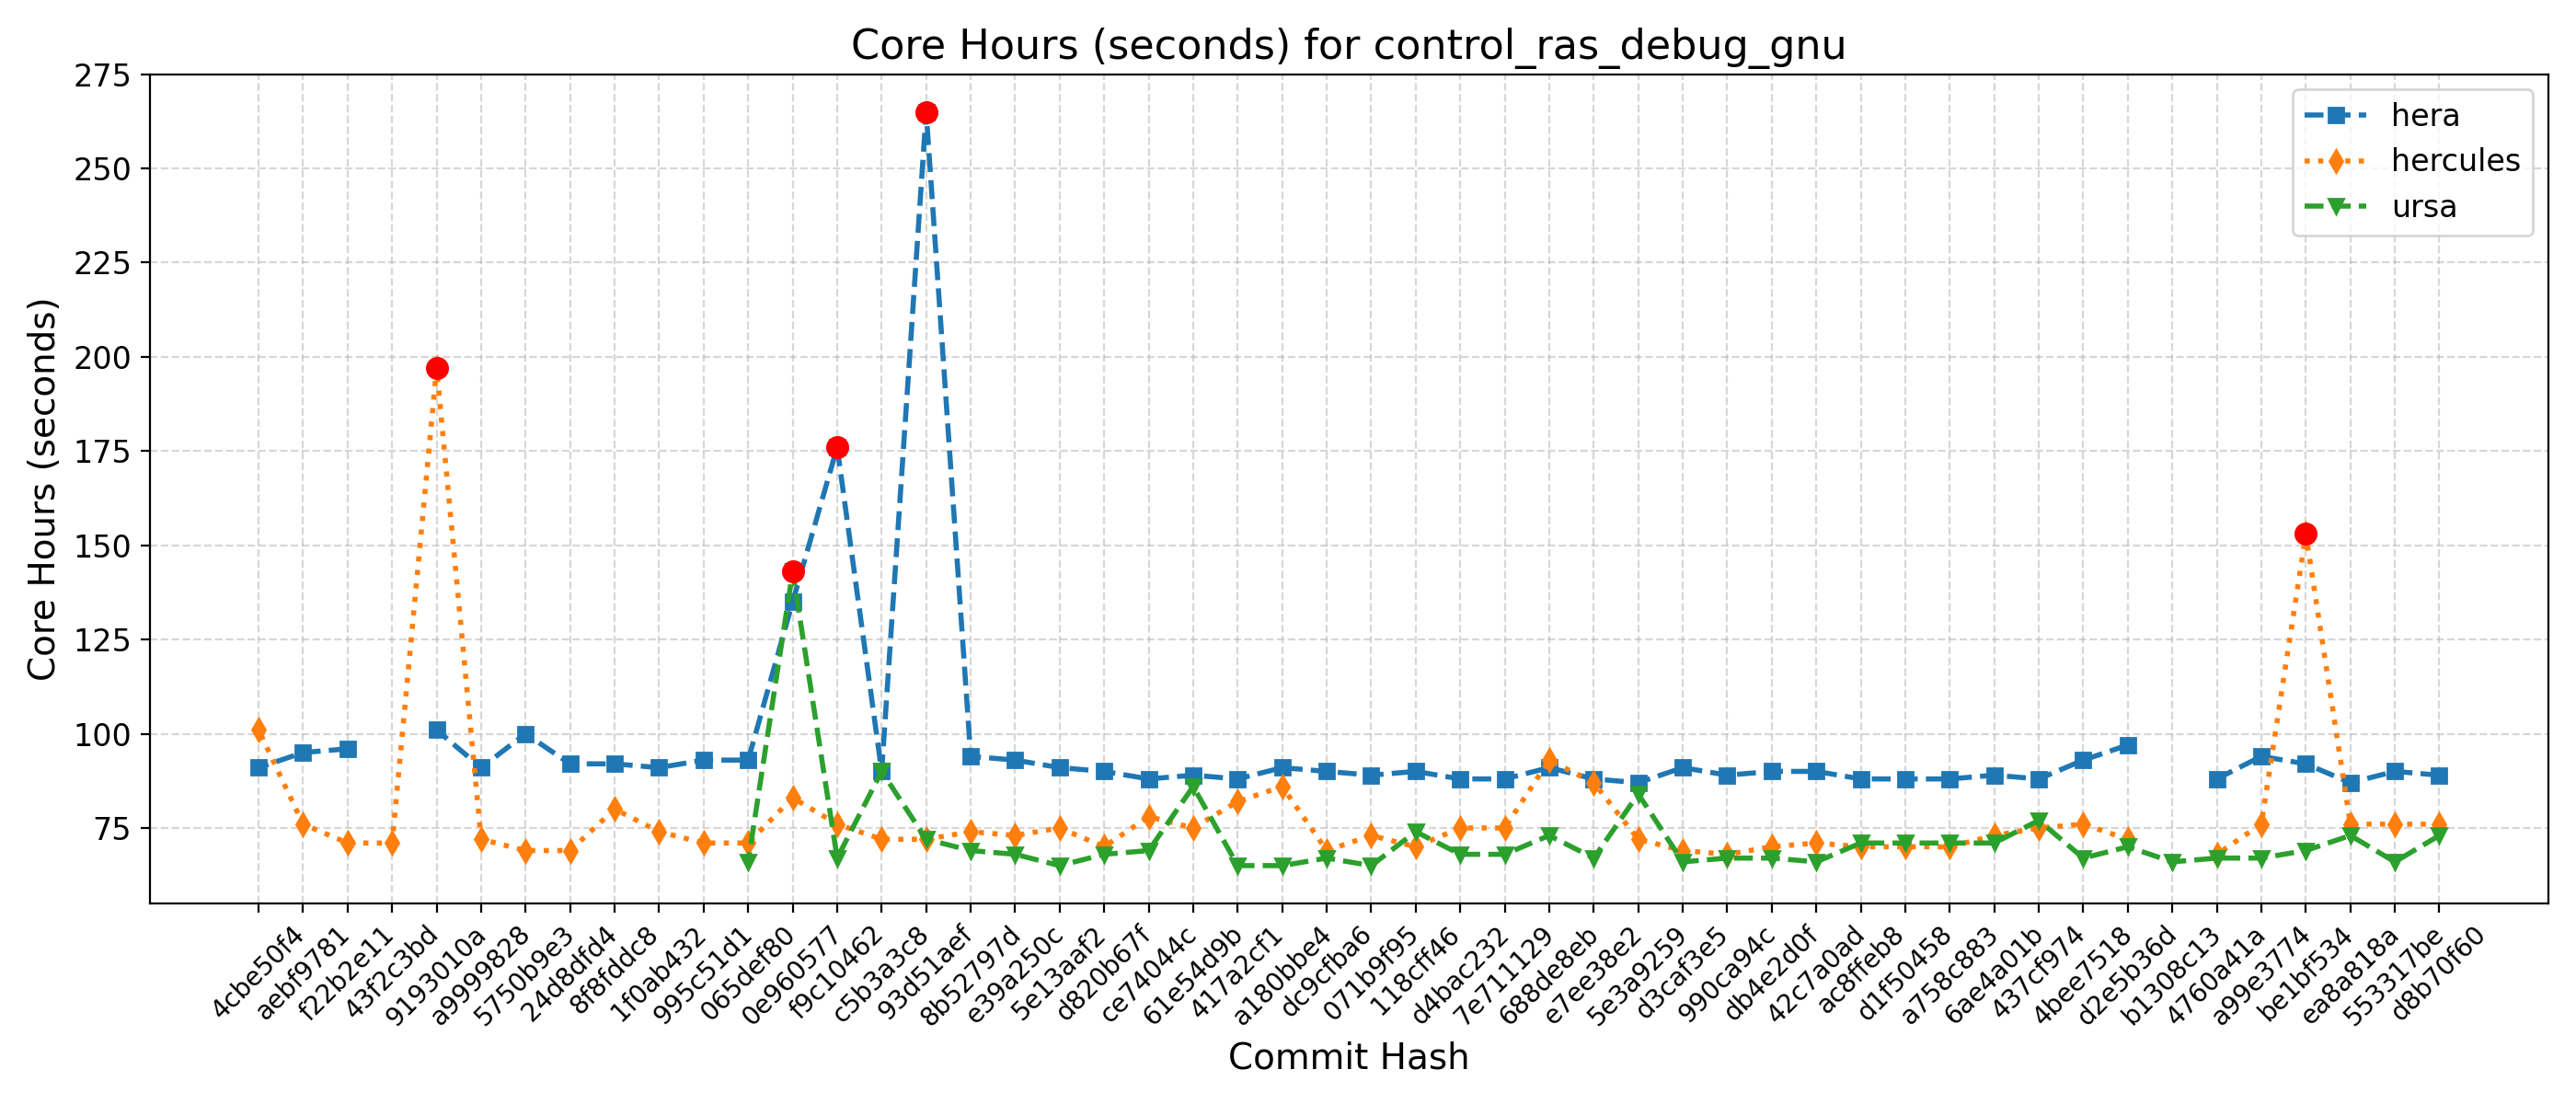 Core Hours (seconds) for control_ras_debug_gnu
Core Hours (seconds)
275
250
225
200
175
150
125
100
75
hera
hercules
ursa
4cbe50f4
aebf9781
f22b2e11
43f2c3bd
9193010a
a9999828
5750b9e3
24d8dfd4
8f8fddc8
1f0ab432
995c51d1
065def80
0e960577
f9c10462
c5b3a3c8
93d51aef
8b52797d
e39a250c
5e13aaf2
d820b67f
ce74044c
61e54d9b
417a2cf1
a180bbe4
dc9cfba6
071b9f95
118cff46
d4bac232
7e711129
688de8eb
e7ee38e2
5e3a9259
d3caf3e5
990ca94c
db4e2d0f
42c7a0ad
ac8ffeb8
d1f50458
a758c883
6ae4a01b
437cf974
4bee7518
d2e5b36d
b1308c13
4760a41a
a99e3774
be1bf534
ea8a818a
553317be
d8b70f60
Commit Hash